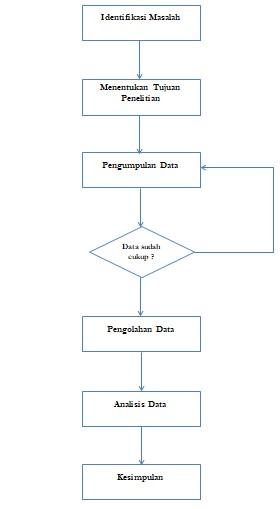 Identifikasi Masalah
Menentukan Tujuan
Penelitian
Pengumpulan Data
Data sudah
cukup ?
Pengolahan Data
Analisis Data
Kesimpulan